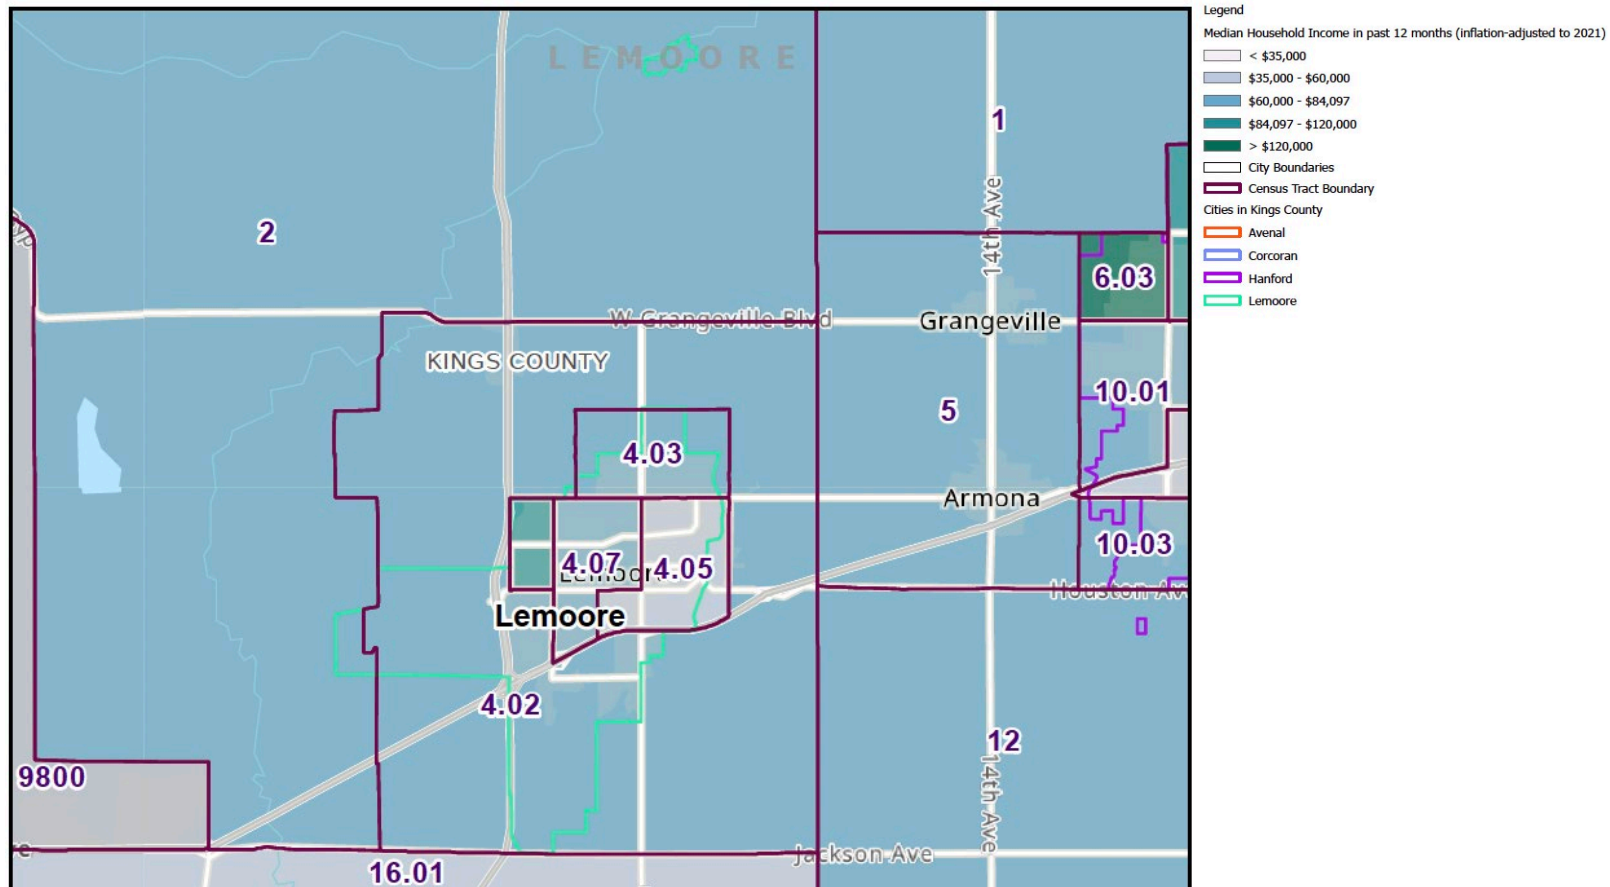 Legend
Median Household Income in past 12 months (inflation-adjusted to 2021)
< $35,000
$35,000 - $60,000
$60,000 - $84,097
$84,097 - $120,000
> $120,000
City Boundaries
Census Tract Boundary
Cities in Kings County
Avenal
Corcoran
Hanford
Lemoore
LEMOORE
1
14th Ave
2
6.03
W Grangeville Blvd
Grangeville
KINGS COUNTY
10.01
5
4.03
Armona
10.03
4.07
4.05
Lemoore
Houston Av
Lemoore
4.02
12
14th Ave
9800
Jackson Ave
16.01